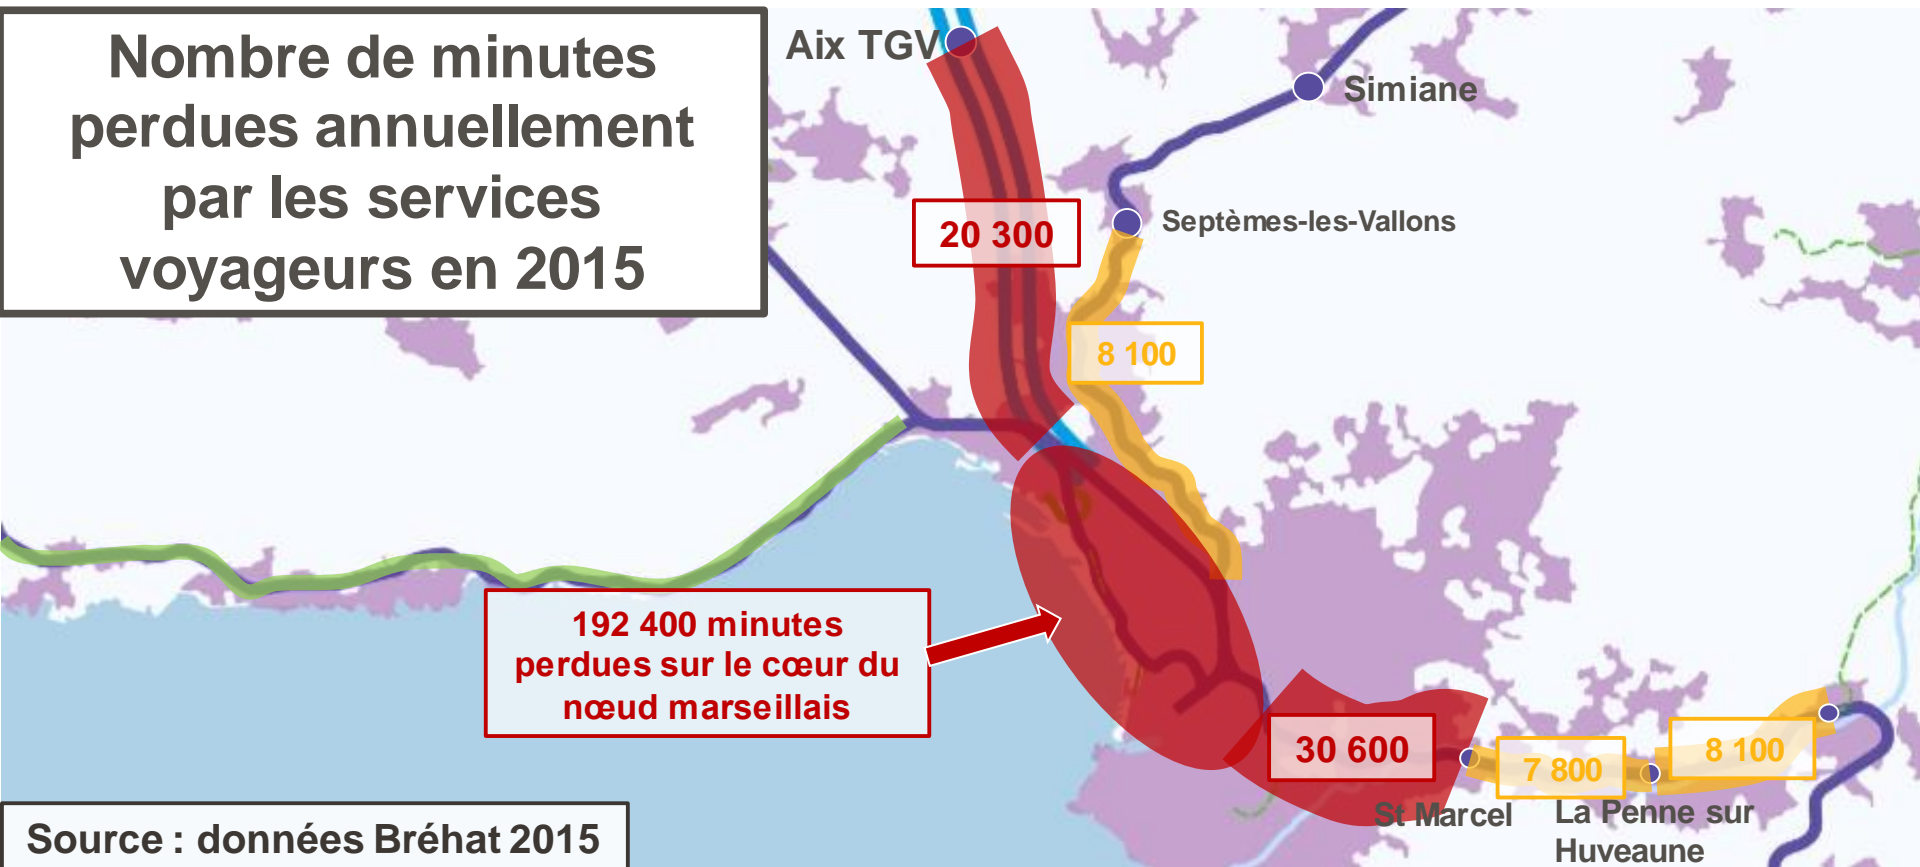 Nombre de minutes
perdues annuellement
par les services
voyageurs en 2015
Aix TGV
Simiane
Septèmes-les-Vallons
20 300
8 100
192 400 minutes
perdues sur le cœur du
nœud marseillais
30 600
7 800
8 100
St Marcel
La Penne sur
Huveaune
Source : données Bréhat 2015